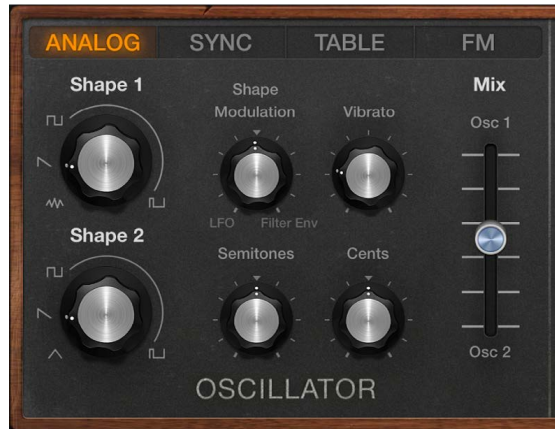 ANALOG SYNC TABLE FM
Shape 1
Shape
Modulation
Vibrato
Mix
Osc 1
LFO Filter Env
Shape 2
Semitones
Cents
Osc 2
OSCILLATOR